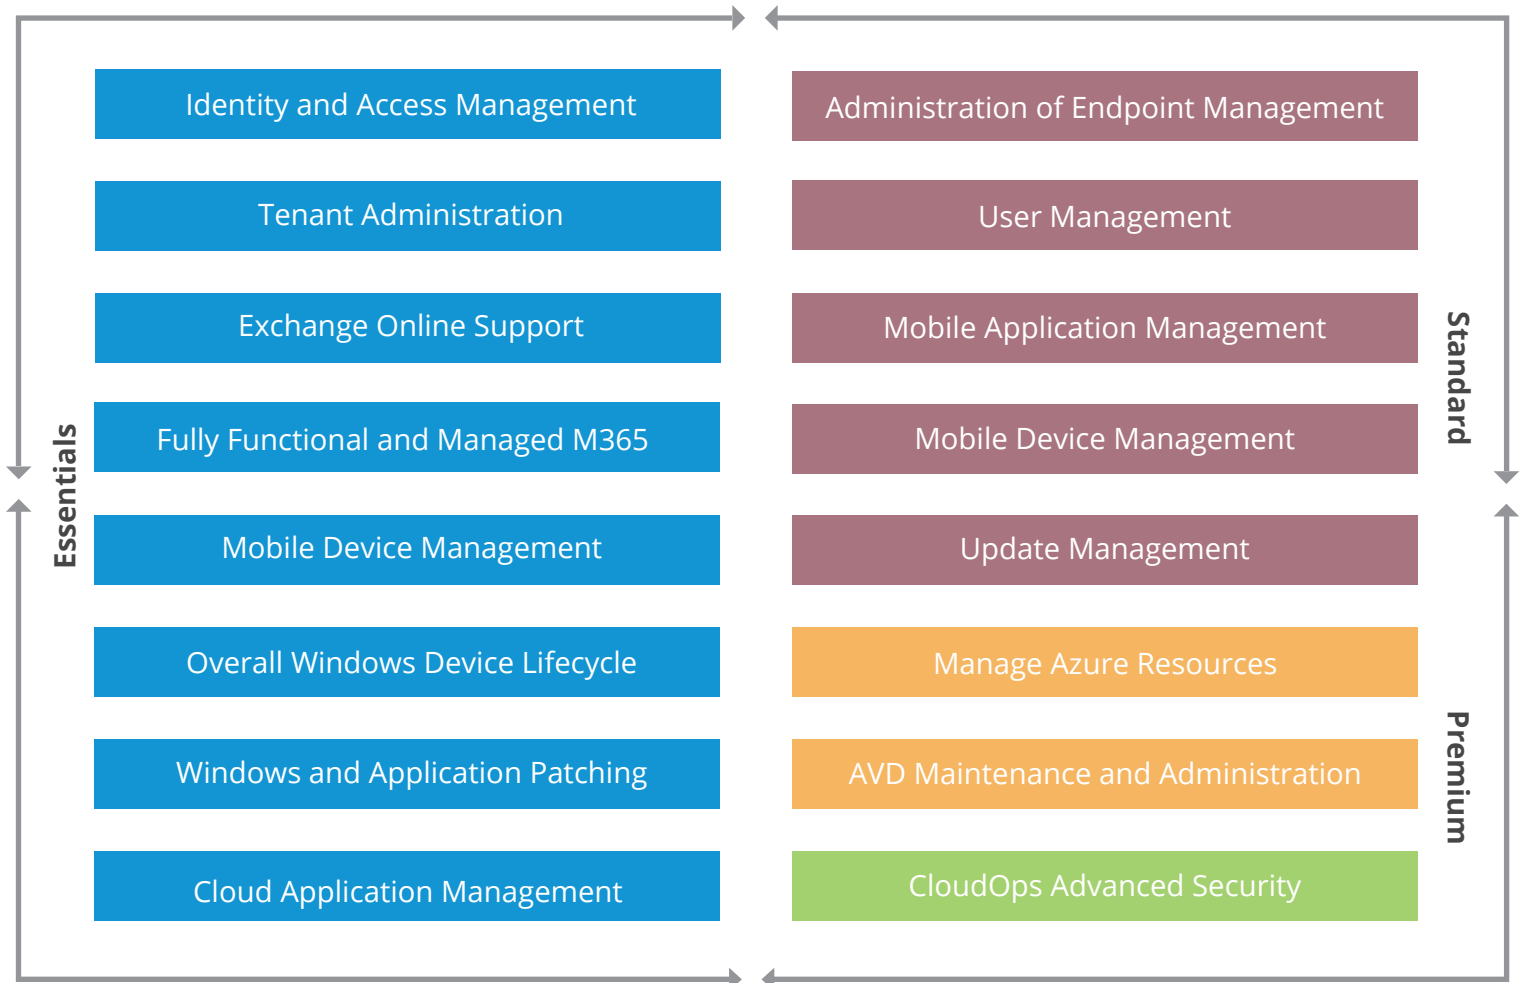 Essentials
Identity and Access Management
Tenant Administration
Exchange Online Support
Fully Functional and Managed M365
Mobile Device Management
Overall Windows Device Lifecycle
Windows and Application Patching
Cloud Application Management
Standard
Administration of Endpoint Management
User Management
Mobile Application Management
Mobile Device Management
Update Management
Premium
Manage Azure Resources
AVD Maintenance and Administration
CloudOps Advanced Security